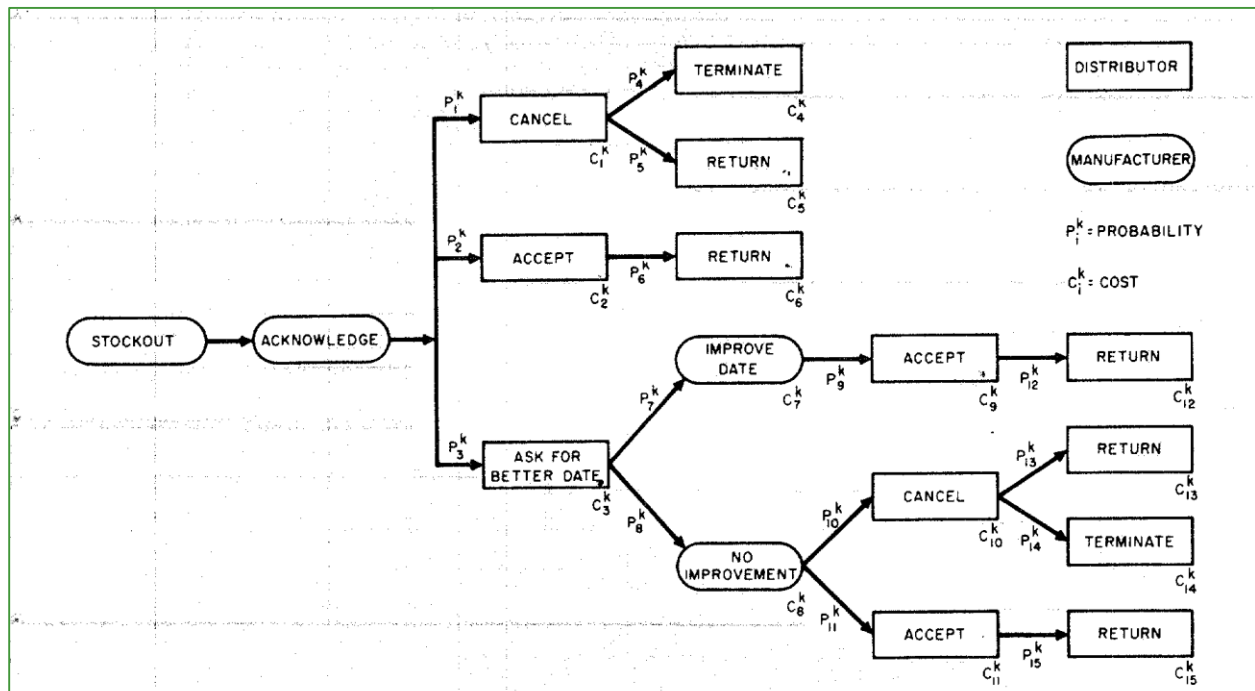 P₁ᵏ
CANCEL
C₁ᵏ
P₄ᵏ
TERMINATE
C₄ᵏ
P₅ᵏ
RETURN
C₅ᵏ
P₂ᵏ
ACCEPT
C₂ᵏ
P₆ᵏ
RETURN
C₆ᵏ
STOCKOUT
ACKNOWLEDGE
P₃ᵏ
ASK FOR
BETTER DATE
C₃ᵏ
P₇ᵏ
IMPROVE
DATE
C₇ᵏ
P₉ᵏ
ACCEPT
C₉ᵏ
P₁₂ᵏ
RETURN
C₁₂ᵏ
P₈ᵏ
NO
IMPROVEMENT
C₈ᵏ
P₁₀ᵏ
CANCEL
C₁₀ᵏ
P₁₃ᵏ
RETURN
C₁₃ᵏ
P₁₄ᵏ
TERMINATE
C₁₄ᵏ
P₁₁ᵏ
ACCEPT
C₁₁ᵏ
P₁₅ᵏ
RETURN
C₁₅ᵏ
DISTRIBUTOR
MANUFACTURER
Pᵢᵏ = PROBABILITY
Cᵢᵏ = COST